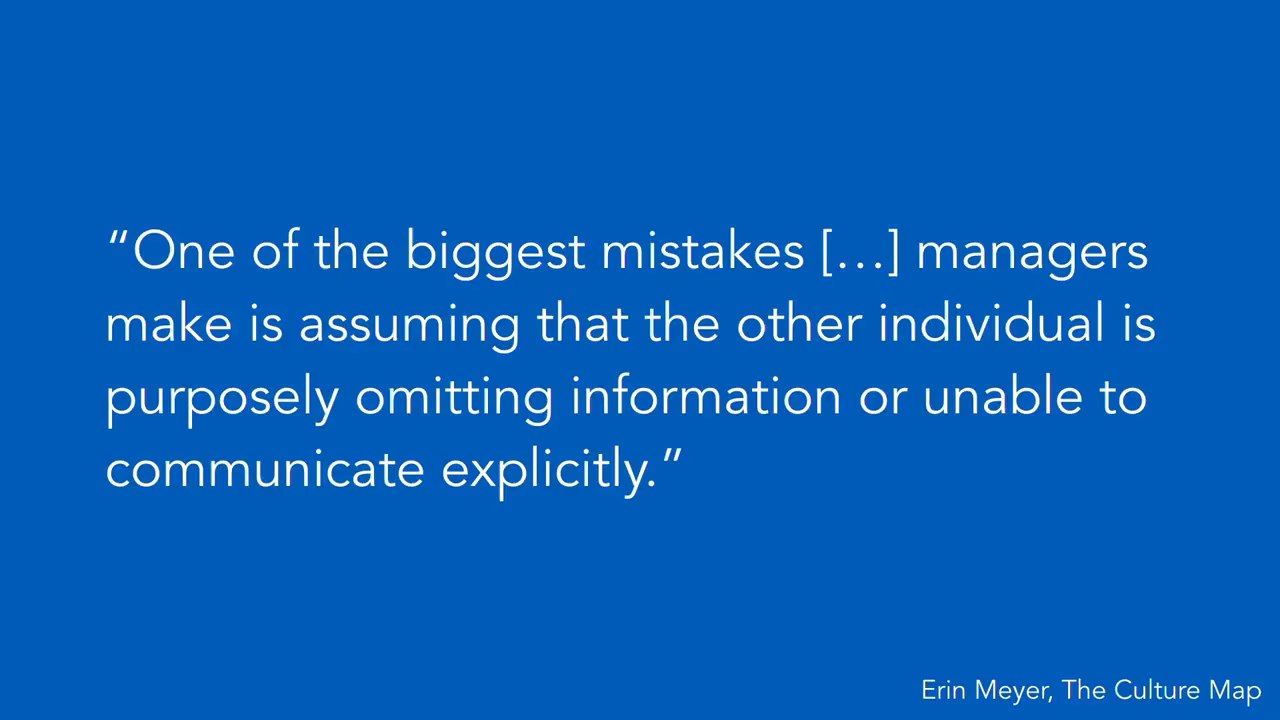 “One of the biggest mistakes […] managers
make is assuming that the other individual is
purposely omitting information or unable to
communicate explicitly.”
Erin Meyer, The Culture Map